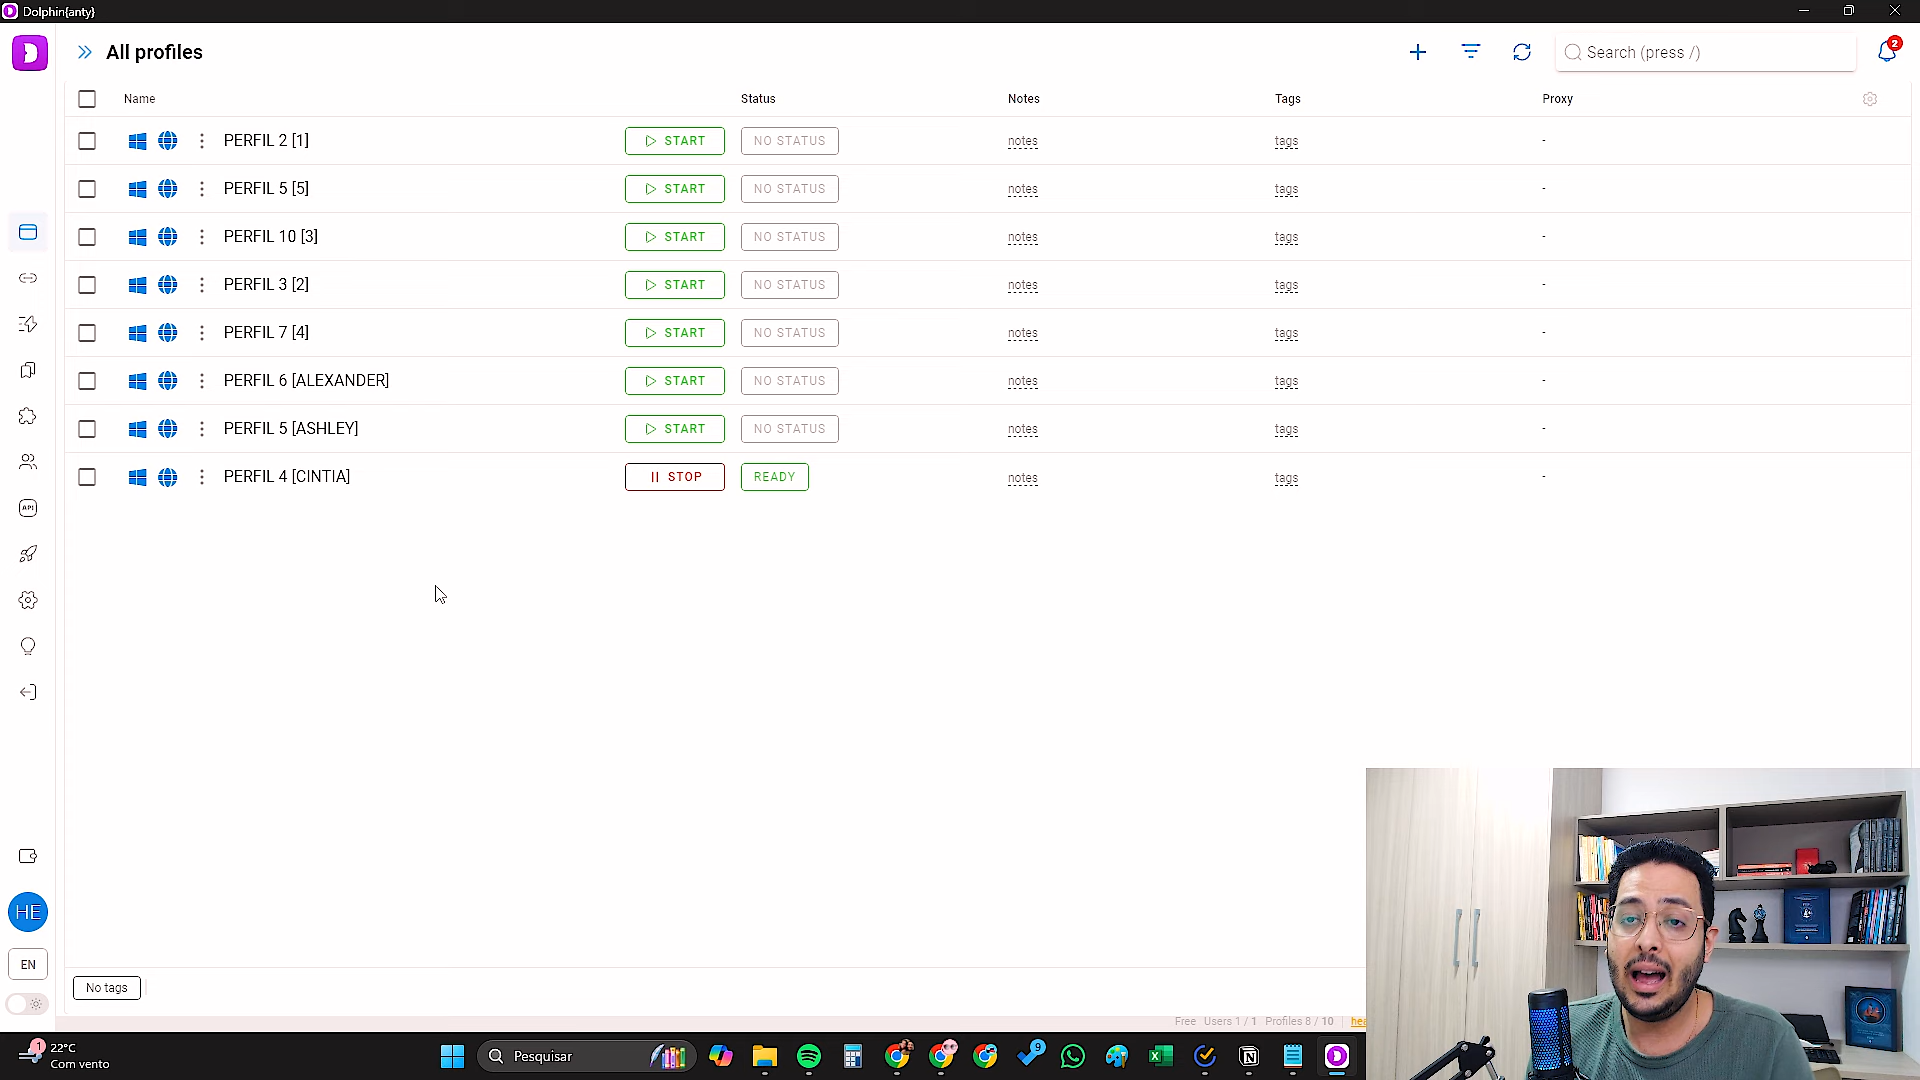 Dolphin{anty}
All profiles
Search (press /)
2
Name Status Notes Tags Proxy
PERFIL 2 [1] START NO STATUS notes tags -
PERFIL 5 [5] START NO STATUS notes tags -
PERFIL 10 [3] START NO STATUS notes tags -
PERFIL 3 [2] START NO STATUS notes tags -
PERFIL 7 [4] START NO STATUS notes tags -
PERFIL 6 [ALEXANDER] START NO STATUS notes tags -
PERFIL 5 [ASHLEY] START NO STATUS notes tags -
PERFIL 4 [CINTIA] STOP READY notes tags -
API
HE
EN
No tags
Free Users 1 / 1 Profiles 8 / 10
1
22°C
Com vento
Pesquisar
9